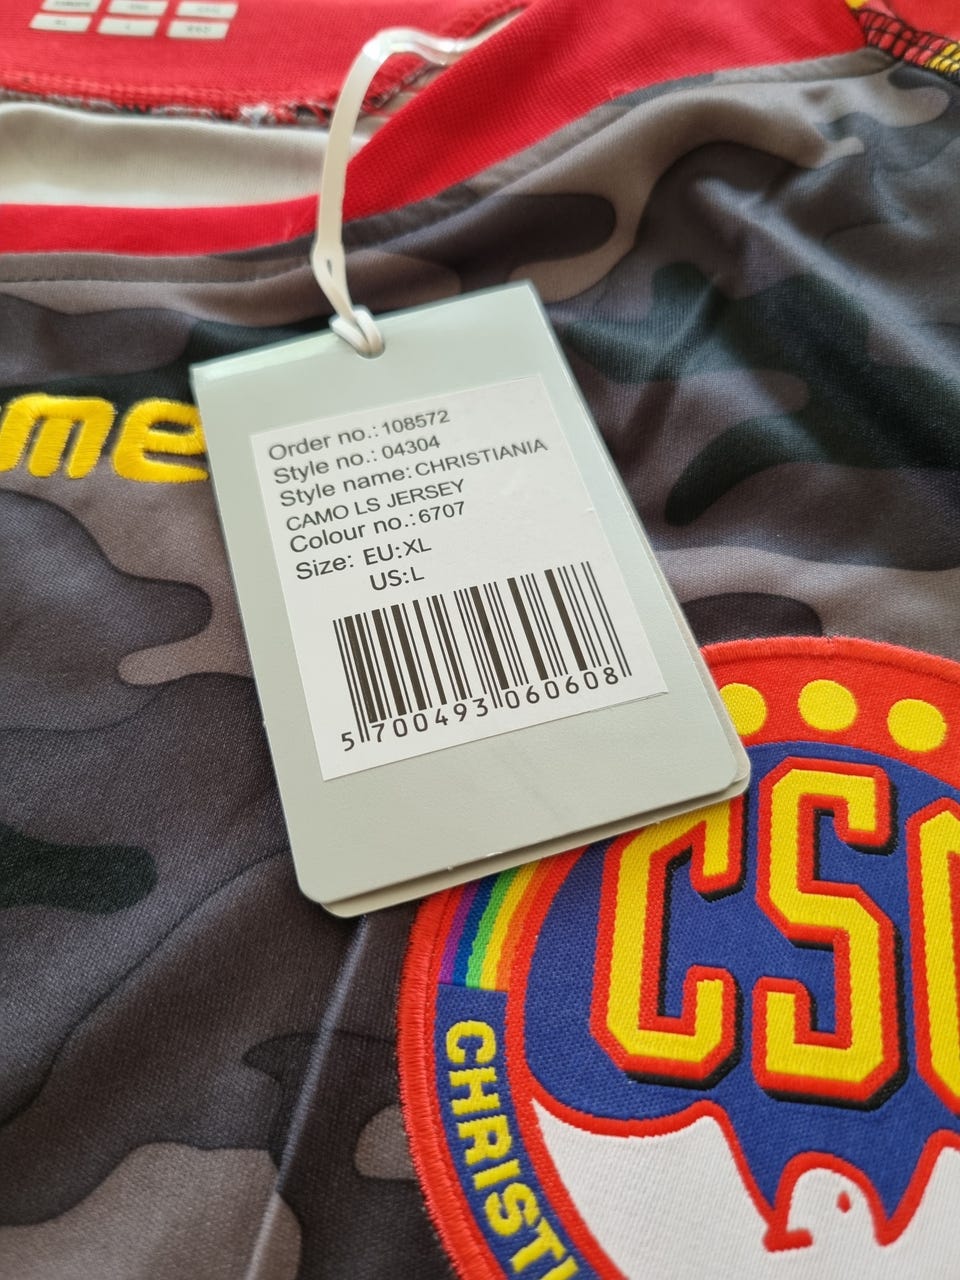 me
Order no.: 108572
Style no.: 04304
Style name: CHRISTIANIA
CAMO LS JERSEY
Colour no.: 6707
Size: EU: XL
US: L
5 700493 060608
CSC
CHRISTI